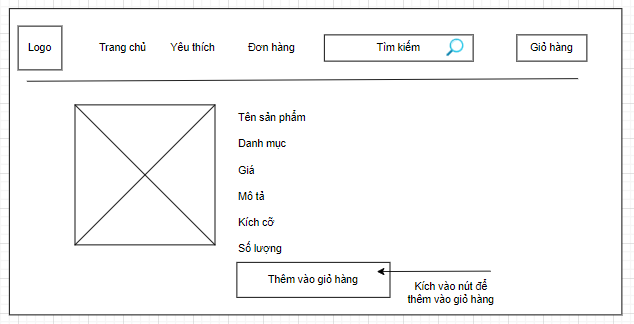 Logo
Trang chủ
Yêu thích
Đơn hàng
Tìm kiếm
Giỏ hàng
Tên sản phẩm
Danh mục
Giá
Mô tả
Kích cỡ
Số lượng
Thêm vào giỏ hàng
Kích vào nút để
thêm vào giỏ hàng